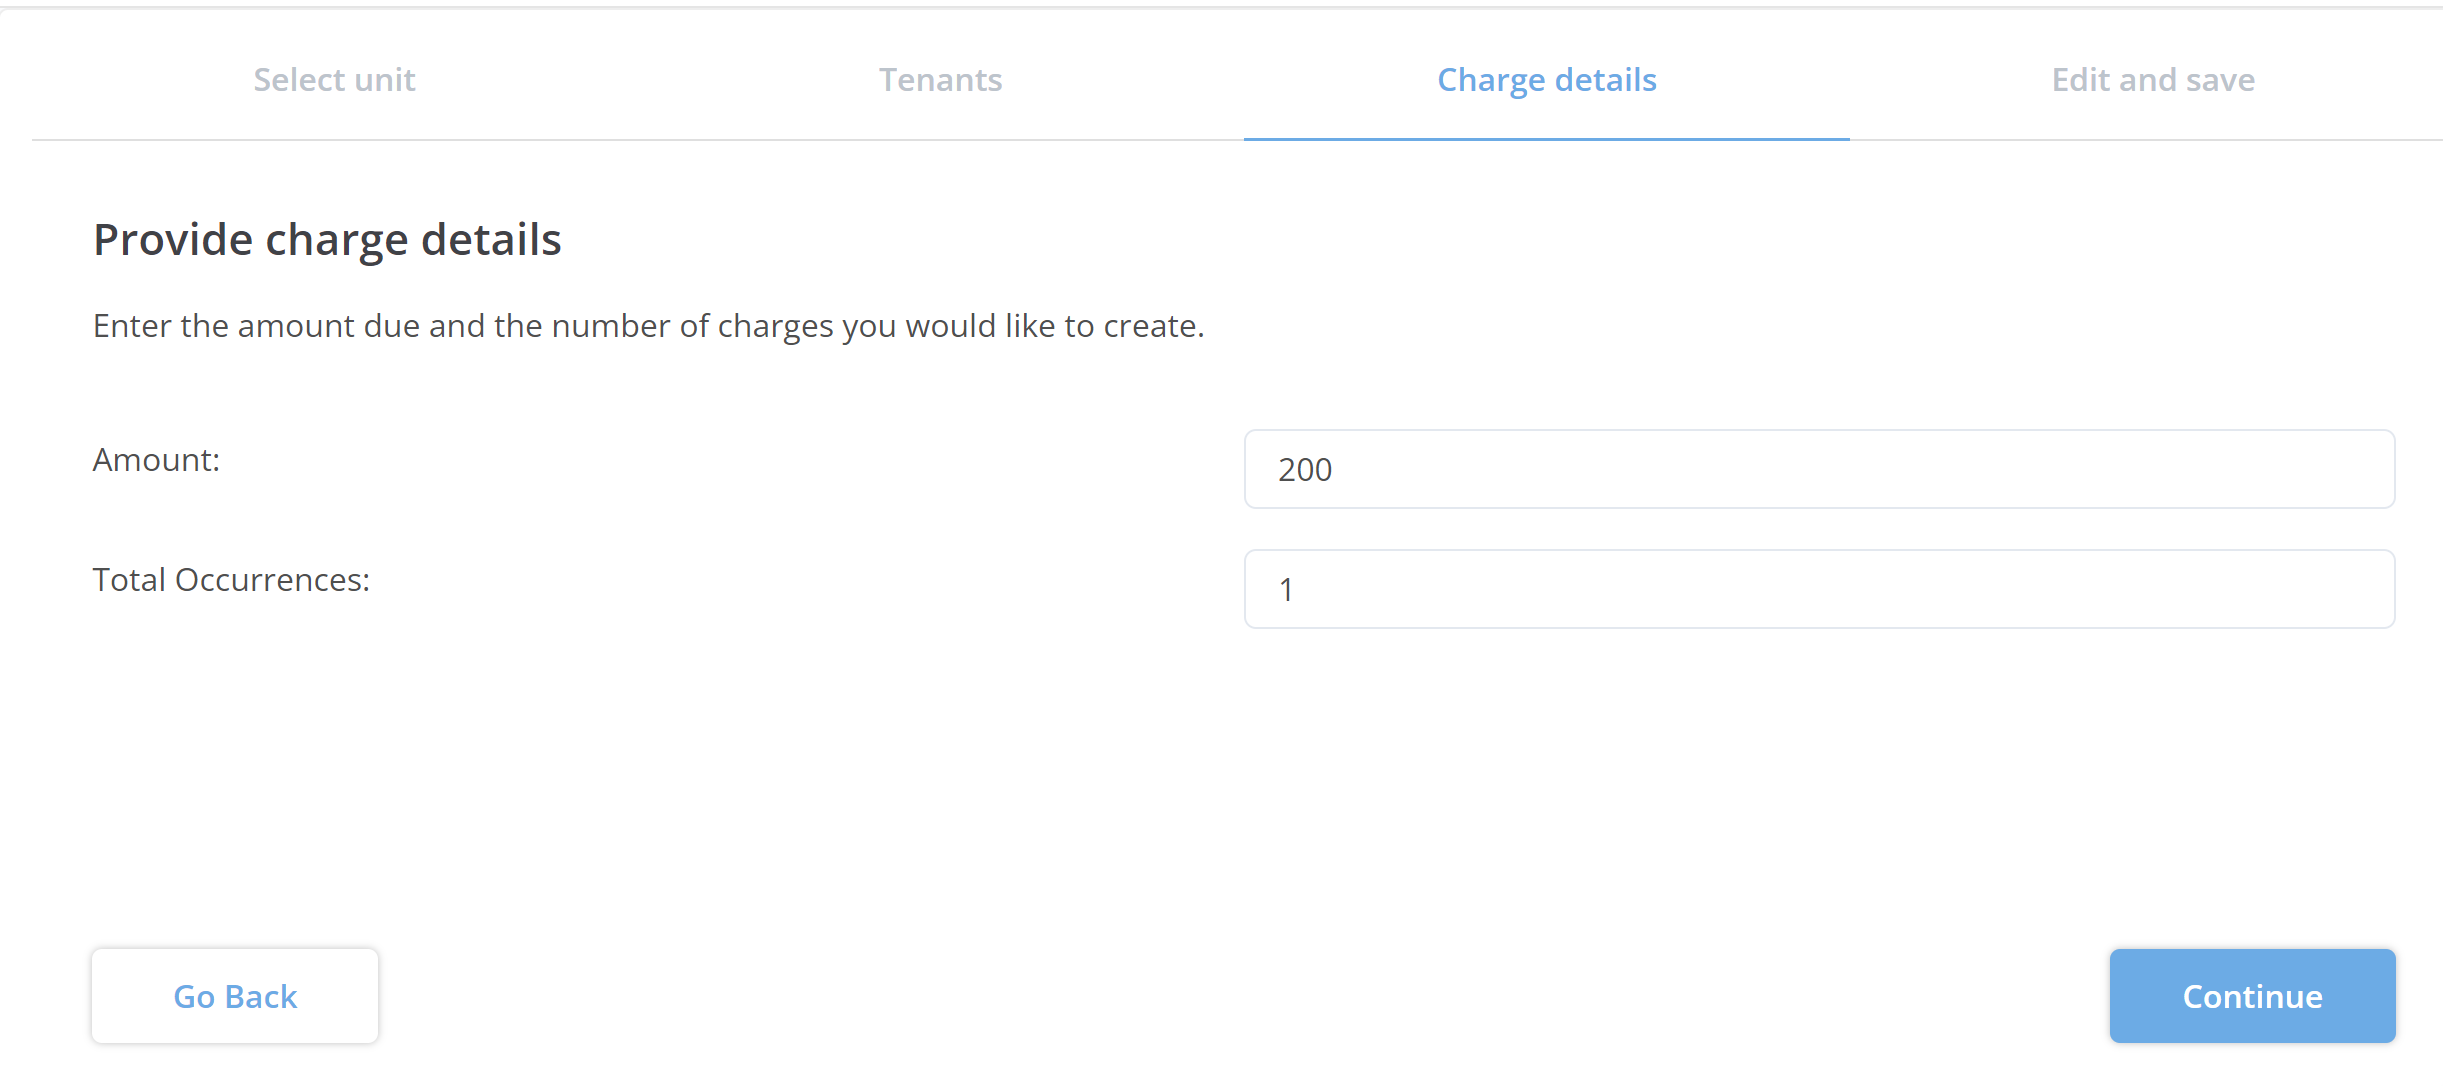 Select unit
Tenants
Charge details
Edit and save
Provide charge details
Enter the amount due and the number of charges you would like to create.
Amount:
200
Total Occurrences:
1
Go Back
Continue